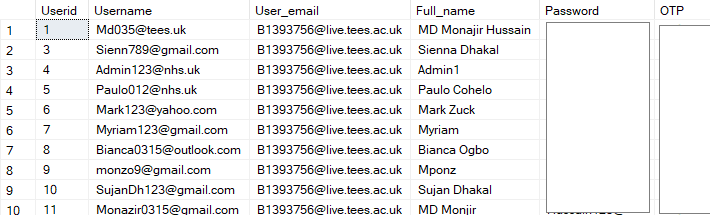 Userid Username User_email Full_name Password OTP
1 1 Md035@tees.uk B1393756@live.tees.ac.uk MD Monajir Hussain
2 3 Sienn789@gmail.com B1393756@live.tees.ac.uk Sienna Dhakal
3 4 Admin123@nhs.uk B1393756@live.tees.ac.uk Admin1
4 5 Paulo012@nhs.uk B1393756@live.tees.ac.uk Paulo Cohelo
5 6 Mark123@yahoo.com B1393756@live.tees.ac.uk Mark Zuck
6 7 Myriam123@gmail.com B1393756@live.tees.ac.uk Myriam
7 8 Bianca0315@outlook.com B1393756@live.tees.ac.uk Bianca Ogbo
8 9 monzo9@gmail.com B1393756@live.tees.ac.uk Mponz
9 10 SujanDh123@gmail.com B1393756@live.tees.ac.uk Sujan Dhakal
10 11 Monazir0315@gmail.com B1393756@live.tees.ac.uk MD Monjir